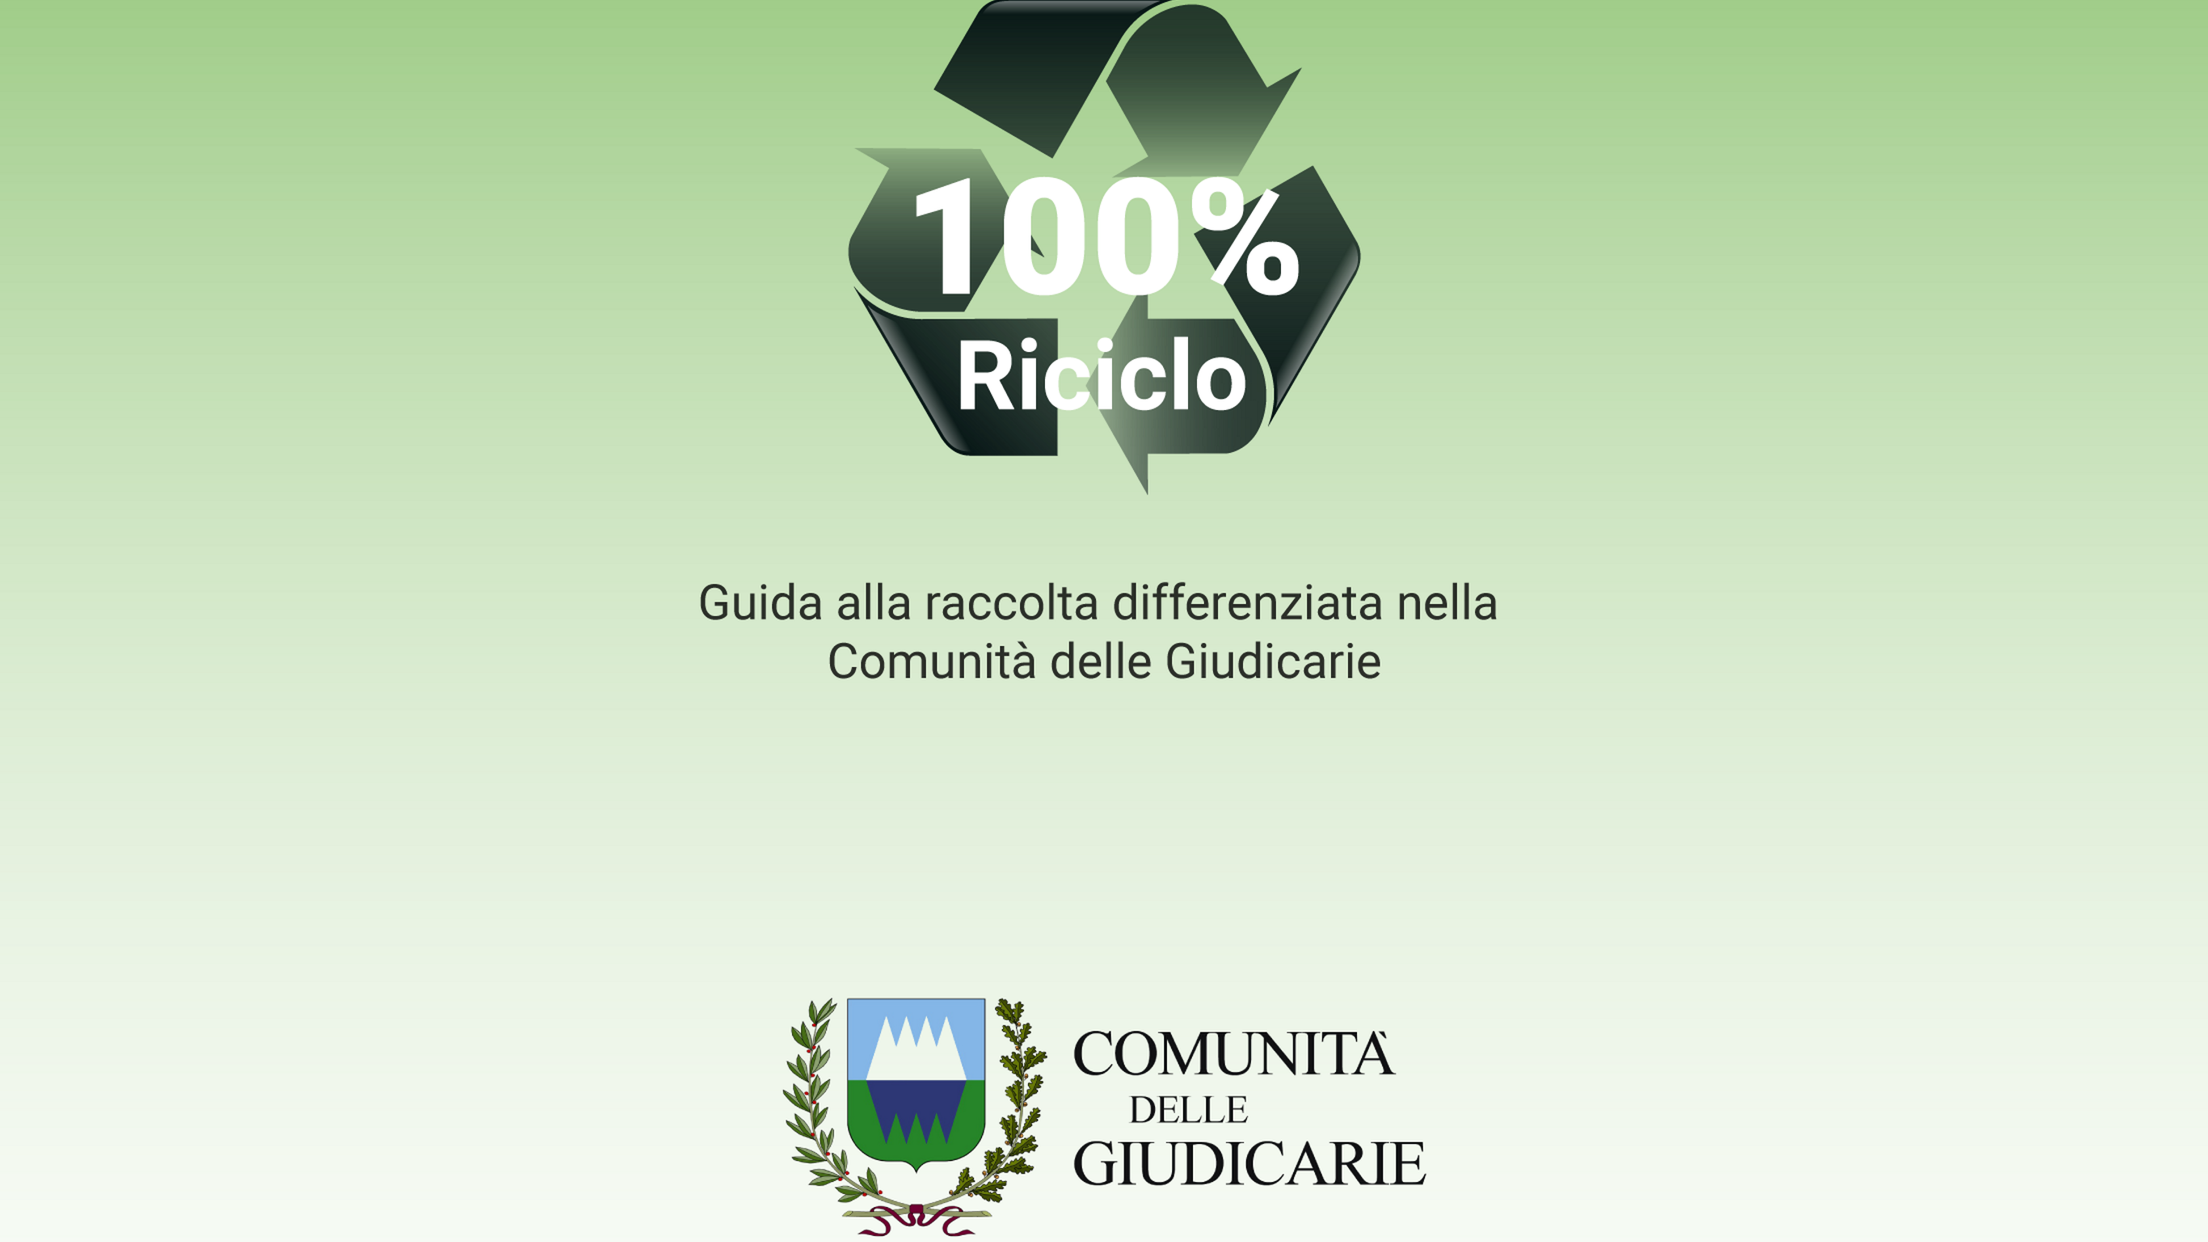 100%
Riciclo
Guida alla raccolta differenziata nella
Comunità delle Giudicarie
COMUNITÀ
DELLE
GIUDICARIE